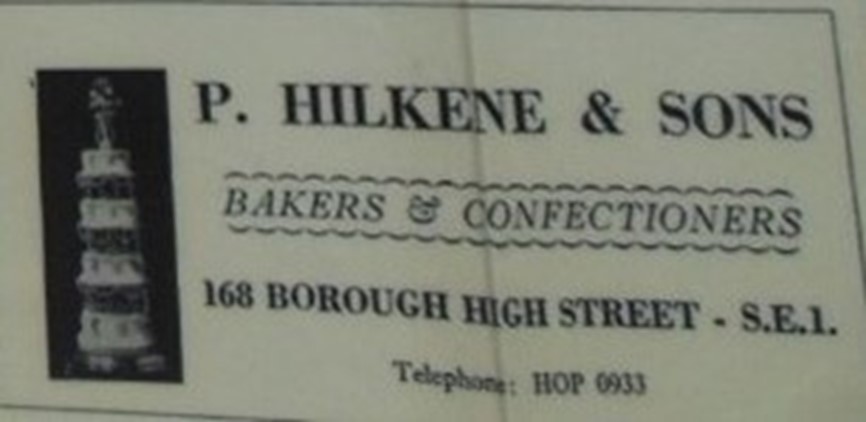 P. HILKENE & SONS
BAKERS & CONFECTIONERS
168 BOROUGH HIGH STREET - S.E.1.
Telephone: HOP 0933